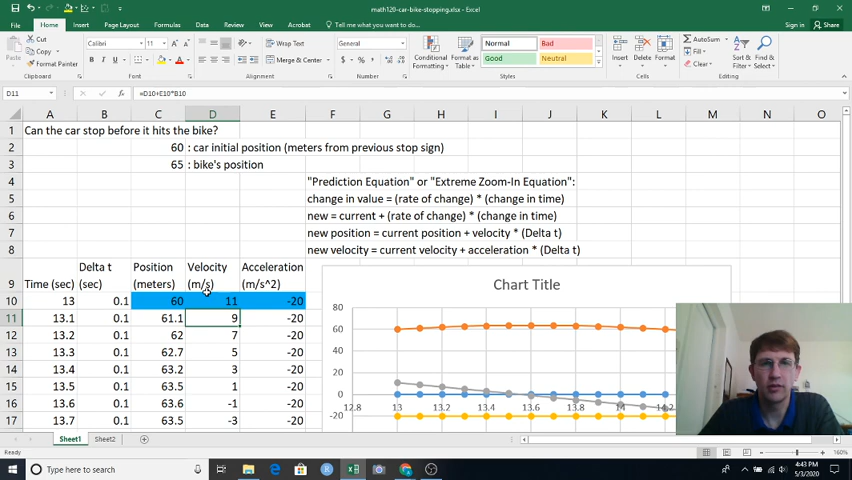 math120-car-bike-stopping.xlsx - Excel
Sign in
File Home Insert Page Layout Formulas Data Review View Acrobat Tell me what you want to do... Share
Paste
Cut
Copy
Format Painter
Clipboard
Calibri 11
B I U
Font
Wrap Text
Merge & Center
Alignment
General
$ % ,
Number
Conditional Formatting
Format as Table
Normal Bad
Good Neutral
Styles
Insert Delete Format
Cells
AutoSum
Fill
Clear
Sort & Filter
Find & Select
Editing
D11 fx =D10+E10*B10
A B C D E F G H I J K L M N O
1 Can the car stop before it hits the bike?
2 60 : car initial position (meters from previous stop sign)
3 65 : bike's position
4 "Prediction Equation" or "Extreme Zoom-In Equation":
5 change in value = (rate of change) * (change in time)
6 new = current + (rate of change) * (change in time)
7 new position = current position + velocity * (Delta t)
8 new velocity = current velocity + acceleration * (Delta t)
9 Time (sec) Delta t (sec) Position (meters) Velocity (m/s) Acceleration (m/s^2)
10 13 0.1 60 11 -20
11 13.1 0.1 61.1 9 -20
12 13.2 0.1 62 7 -20
13 13.3 0.1 62.7 5 -20
14 13.4 0.1 63.2 3 -20
15 13.5 0.1 63.5 1 -20
16 13.6 0.1 63.6 -1 -20
17 13.7 0.1 63.5 -3 -20
Chart Title
80
60
40
20
0
-20
12.8 13 13.2 13.4 13.6 13.8 14 14.2
Sheet1 Sheet2
160%
Type here to search
4:43 PM
5/3/2020